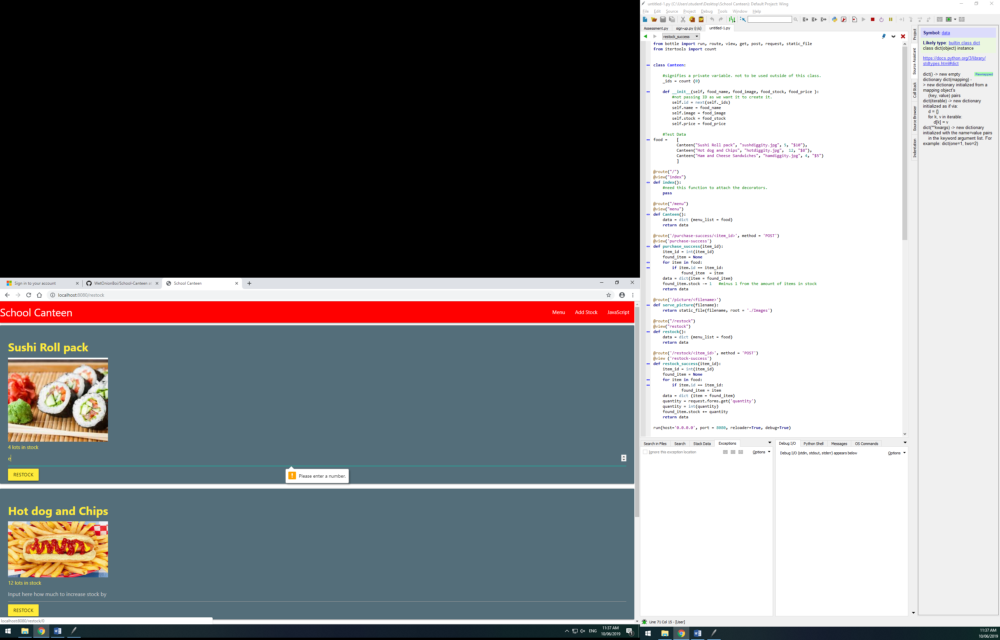 Sign in to your account
WetOnionBoi/School-Canteen at
School Canteen
localhost:8080/restock
School Canteen
Menu
Add Stock
JavaScript
Sushi Roll pack
4 lots in stock
e
Please enter a number.
RESTOCK
Hot dog and Chips
12 lots in stock
Input here how much to increase stock by
RESTOCK
localhost:8080/restock/0
ENG
11:37 AM
10/06/2019
1
untitled-1.py (C:\Users\student\Desktop\School Canteen): Default Project: Wing
File Edit Source Project Debug Tools Window Help
Assessment.py sign-up.py (r/o) untitled-1.py
restock_success
from bottle import run, route, view, get, post, request, static_file
from itertools import count
class Canteen:
#signifies a private variable. not to be used outside of this class.
_ids = count (0)
def __init__(self, food_name, food_image, food_stock, food_price ):
#not passing ID as we want it to create it.
self.id = next(self._ids)
self.name = food_name
self.image = food_image
self.stock = food_stock
self.price = food_price
#Test Data
food = [
Canteen("Sushi Roll pack", "sushdiggity.jpg", 5, "$10"),
Canteen("Hot dog and Chips", "hotdiggity.jpg", 12, "$8"),
Canteen("Ham and Cheese Sandwiches", "hamdiggity.jpg", 4, "$5")
]
@route("/")
@view("index")
def index():
#need this function to attach the decorators.
pass
@route("/menu")
@view("menu")
def Canteen():
data = dict (menu_list = food)
return data
@route('/purchase-success/<item_id>', method = 'POST')
@view('purchase-success')
def purchase_success(item_id):
item_id = int(item_id)
found_item = None
for item in food:
if item.id == item_id:
found_item  = item
data = dict(item = found_item)
found_item.stock -= 1   #minus 1 from the amount of items in stock
return data
@route('/picture/<filename>')
def serve_picture(filename):
return static_file(filename, root = './Images')
@route("/restock")
@view("restock")
def restock():
data = dict (menu_list = food)
return data
@route('/restock/<item_id>', method = 'POST')
@view ('restock-success')
def restock_success(item_id):
item_id = int(item_id)
found_item = None
for item in food:
if item.id == item_id:
found_item = item
data = dict (item = found_item)
quantity = request.forms.get('quantity')
quantity = int(quantity)
found_item.stock += quantity
return data
run(host='0.0.0.0', port = 8080, reloader=True, debug=True)
Search in Files Search Stack Data Exceptions
Ignore this exception location
Options
Debug I/O Python Shell Messages OS Commands
Debug I/O (stdin, stdout, stderr) appears below
Options
Line 71 Col 15 - [User]
Project
Source Assistant
Call Stack
Source Browser
Indentation
Symbol: data
Likely type: builtin class dict
class dict(object) instance
https://docs.python.org/3/library/
stdtypes.html#dict
Rewrapped
dict() -> new empty
dictionary dict(mapping) -
> new dictionary initialized from a
mapping object's
(key, value) pairs
dict(iterable) -> new dictionary
initialized as if via:
d = {}
for k, v in iterable:
d[k] = v
dict(**kwargs) -> new dictionary
initialized with the name=value pairs
in the keyword argument list. For
example: dict(one=1, two=2)
11:37 AM
10/06/2019